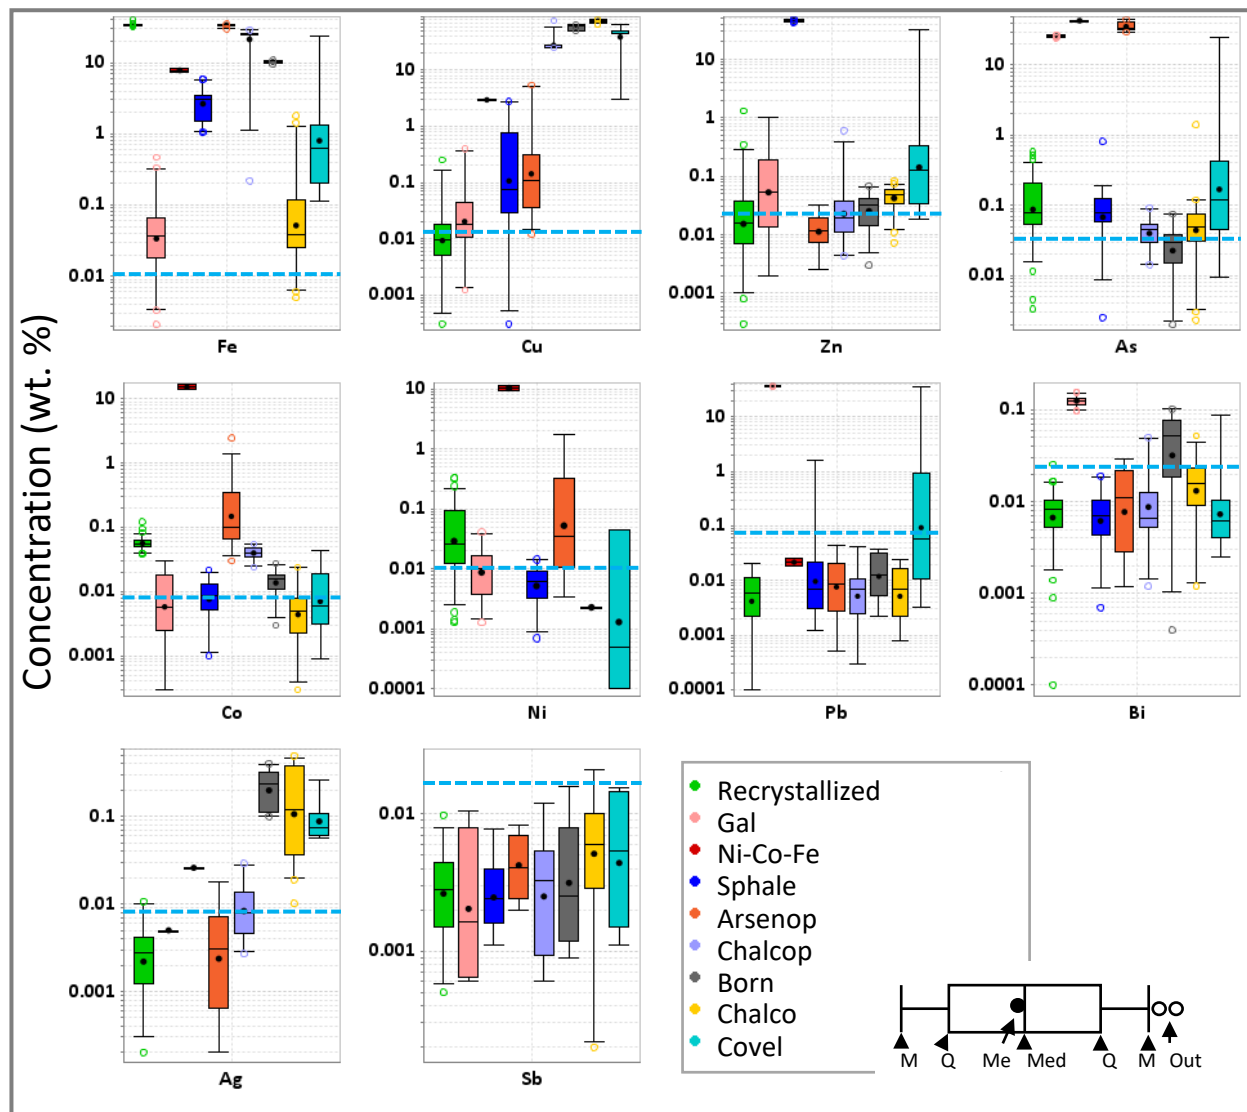 Concentration (wt. %)
10
1
0.1
0.01
Fe
10
1
0.1
0.01
0.001
Cu
10
1
0.1
0.01
0.001
Zn
10
1
0.1
0.01
As
10
1
0.1
0.01
0.001
Co
10
1
0.1
0.01
0.001
0.0001
Ni
10
1
0.1
0.01
0.001
0.0001
Pb
0.1
0.01
0.001
0.0001
Bi
0.1
0.01
0.001
Ag
0.01
0.001
Sb
Recrystallized
Gal
Ni-Co-Fe
Sphale
Arsenop
Chalcop
Born
Chalco
Covel
M Q Me Med Q M Out